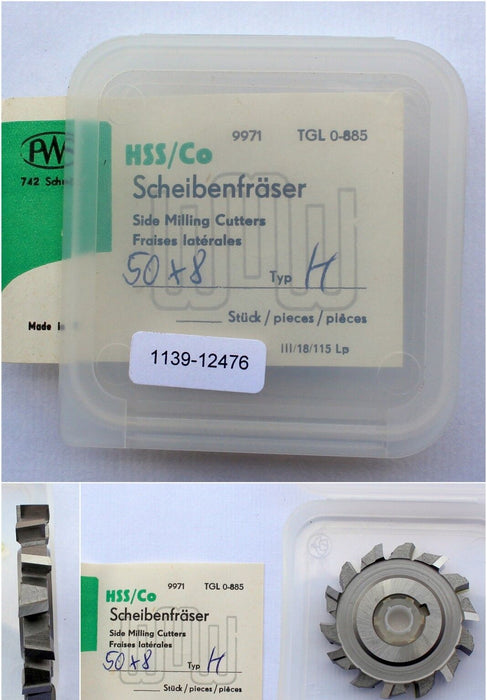 9971 TGL 0-885
HSS/Co
Scheibenfräser
Side Milling Cutters
Fraises latérales
50 x 8 Typ H
Stück / pieces / pièces
III/18/115 Lp
1139-12476
PWS
742
Made in
9971 TGL 0-885
HSS/Co
Scheibenfräser
Side Milling Cutters
Fraises latérales
50 x 8 Typ H
Stück / pieces / pièces